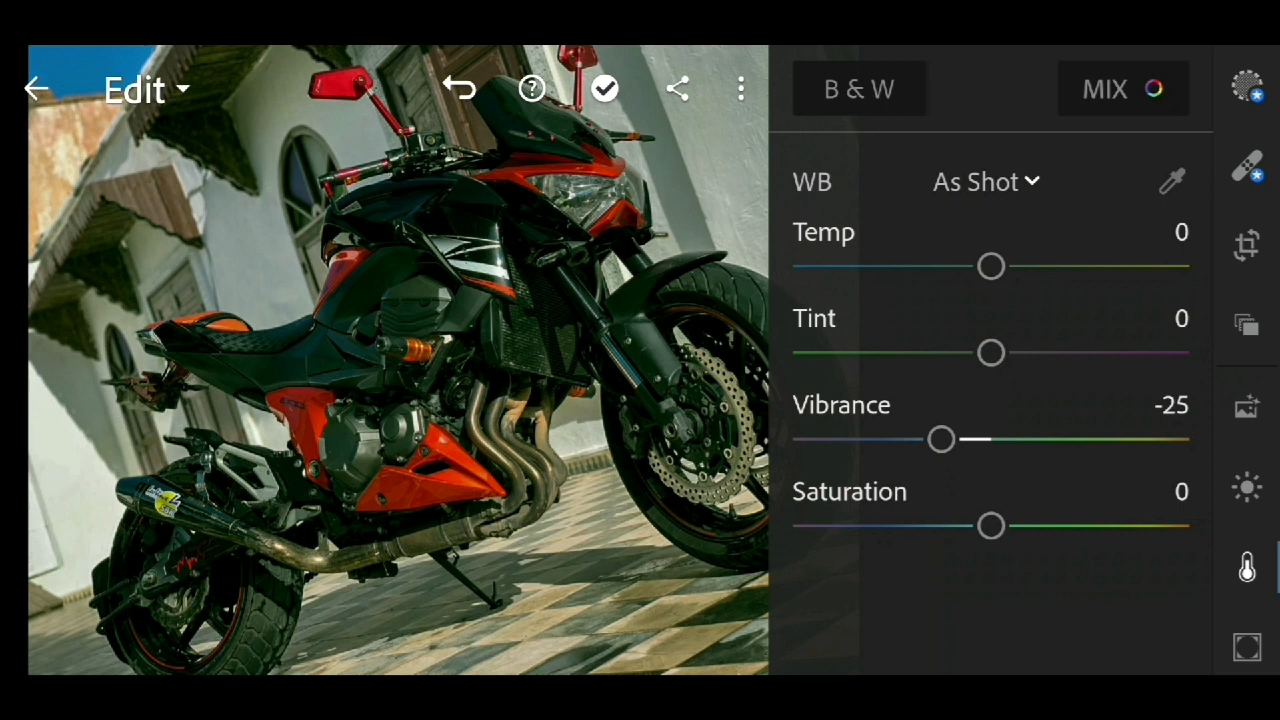 Edit
B & W
MIX
WB
As Shot
Temp
0
Tint
0
Vibrance
-25
Saturation
0